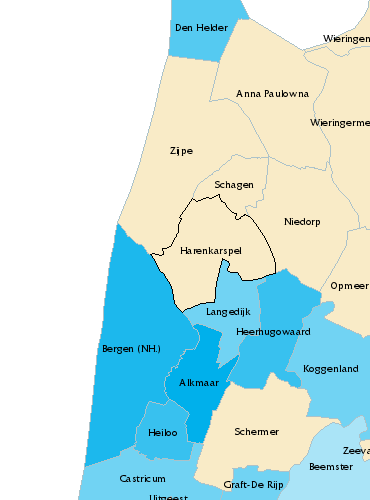 Den Helder
Wieringen
Anna Paulowna
Wieringerme
Zijpe
Schagen
Niedorp
Harenkarspel
Opmeer
Langedijk
Heerhugowaard
Bergen (NH.)
Koggenland
Alkmaar
Heiloo
Schermer
Zeeva
Beemster
Castricum
Graft-De Rijp
Uitgeest